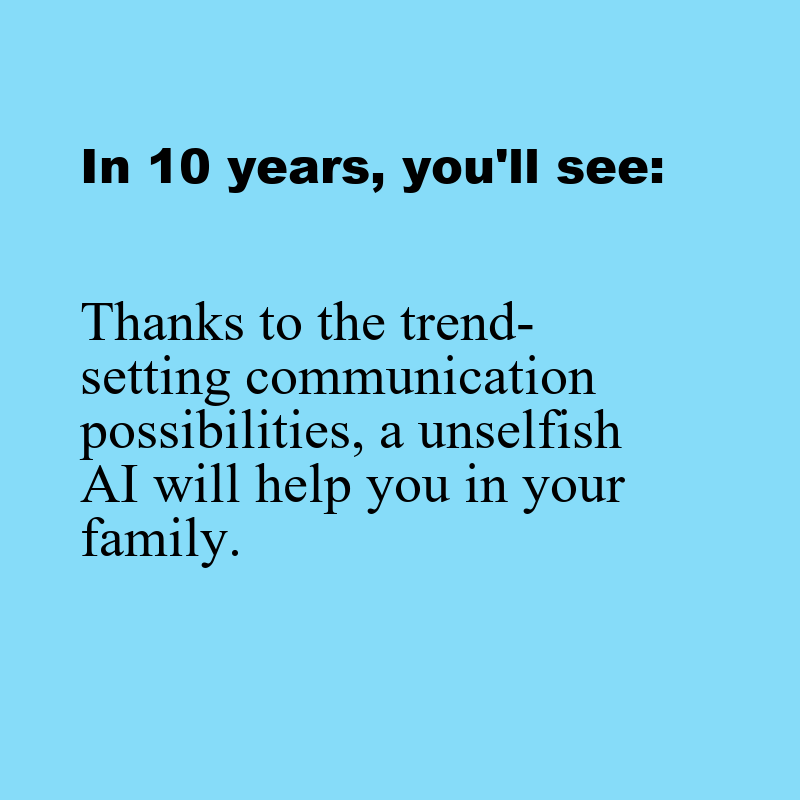 In 10 years, you'll see:
Thanks to the trend-
setting communication
possibilities, a unselfish
AI will help you in your
family.